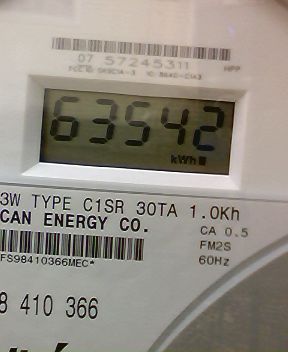 07 57245311 HPP
63542
kWh
3W TYPE C1SR 30TA 1.0Kh
CAN ENERGY CO.
CA 0.5
FM2S
FS98410366MEC*
60Hz
8 410 366